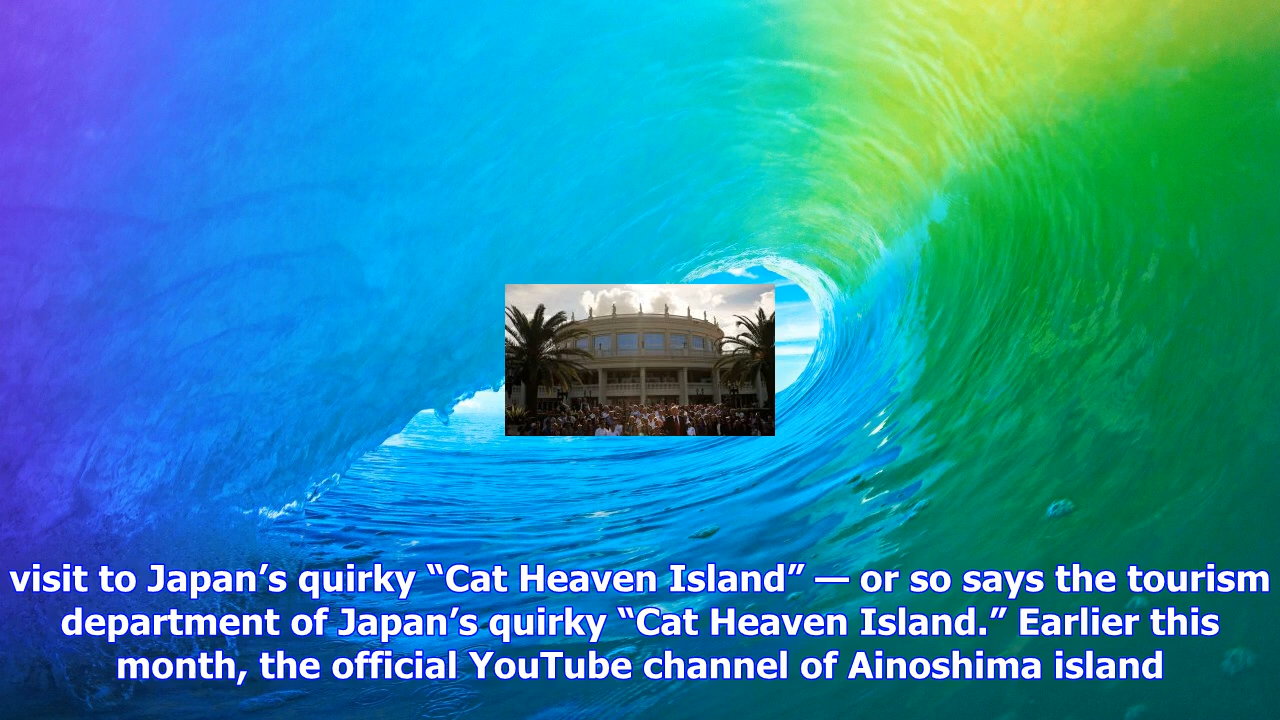 visit to Japan’s quirky “Cat Heaven Island” — or so says the tourism
department of Japan’s quirky “Cat Heaven Island.” Earlier this
month, the official YouTube channel of Ainoshima island